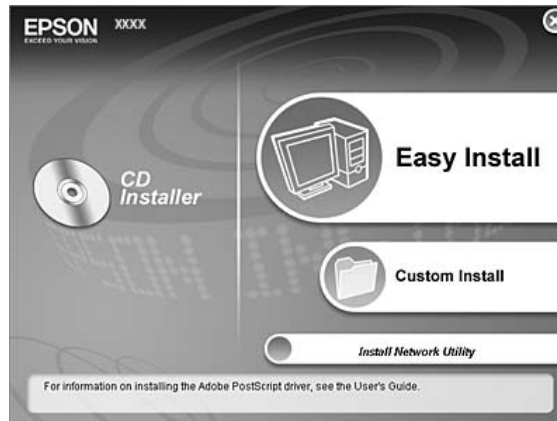 EPSON
EXCEED YOUR VISION
XXXX
Easy Install
CD
Installer
Custom Install
Install Network Utility
For information on installing the Adobe PostScript driver, see the User's Guide.